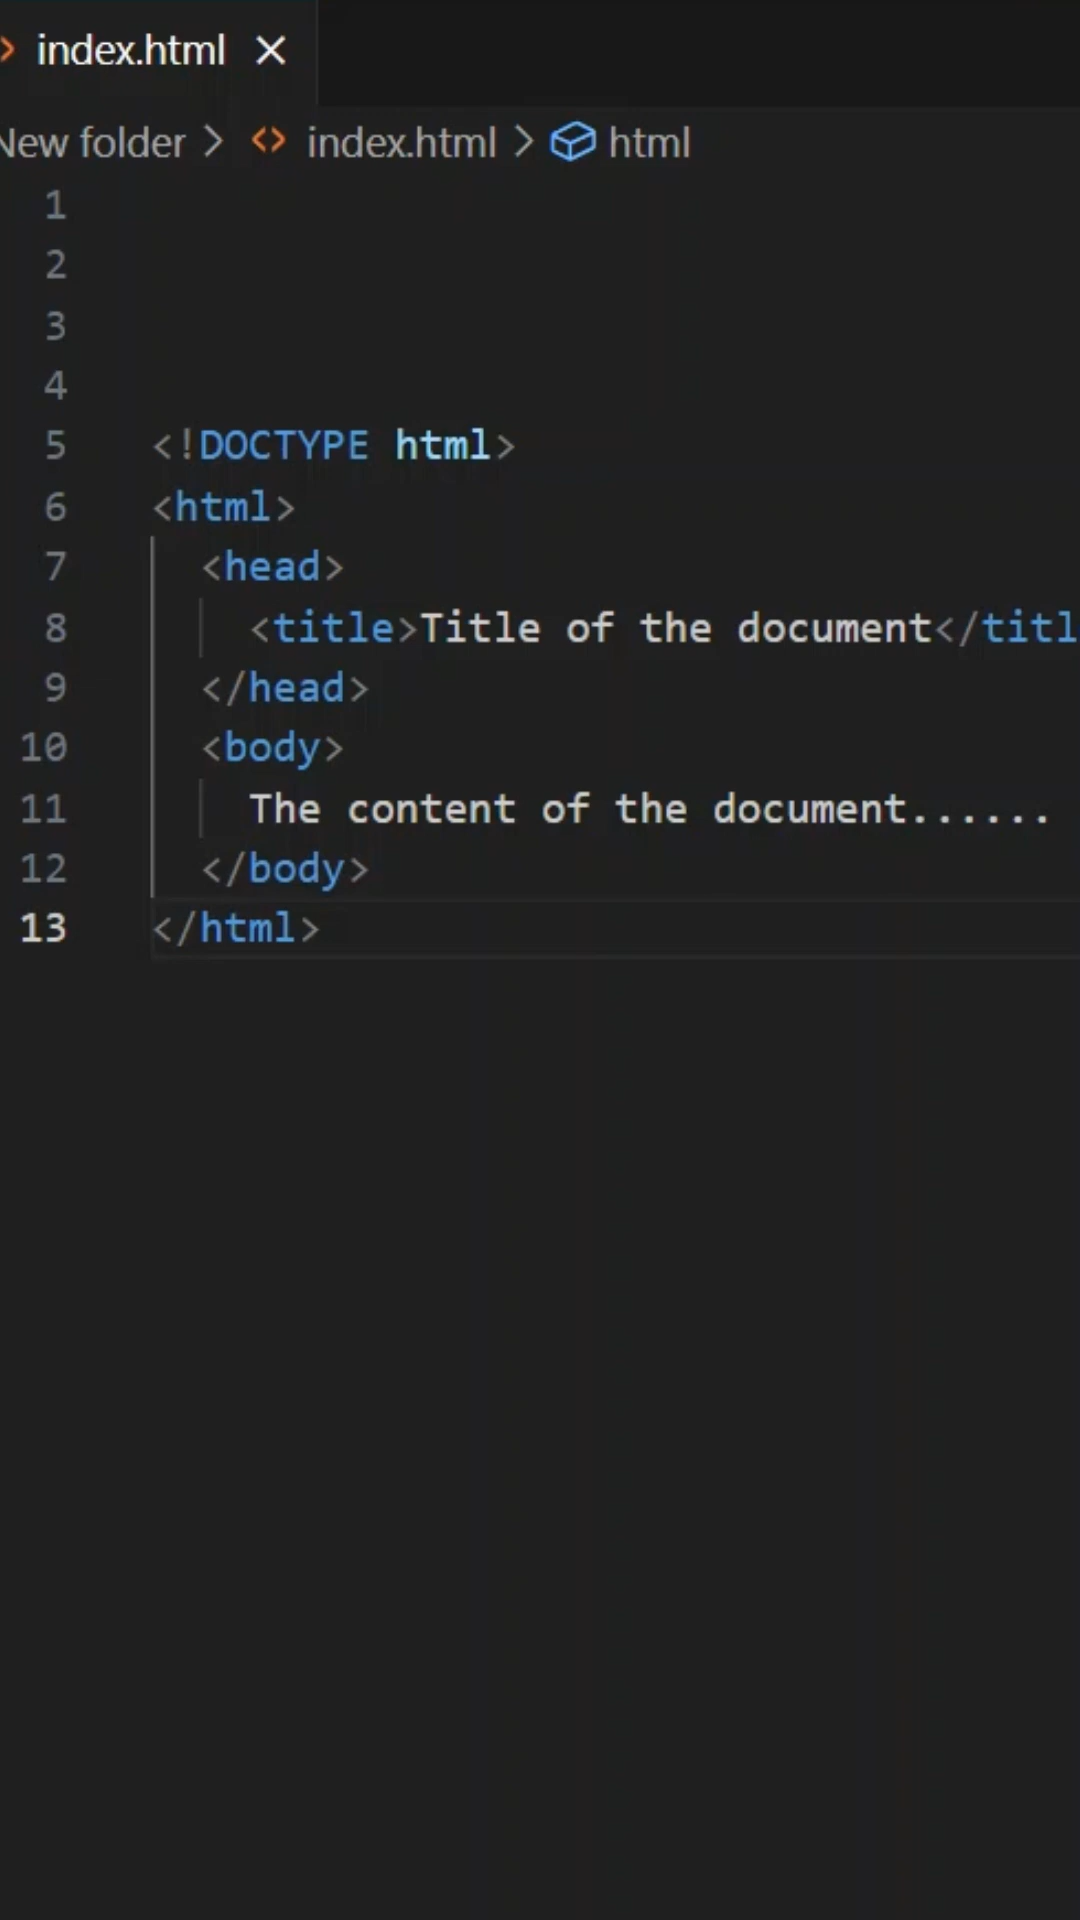 index.html
New folder > index.html > html
1
2
3
4
5 <!DOCTYPE html>
6 <html>
7 <head>
8 <title>Title of the document</titl
9 </head>
10 <body>
11 The content of the document......
12 </body>
13 </html>